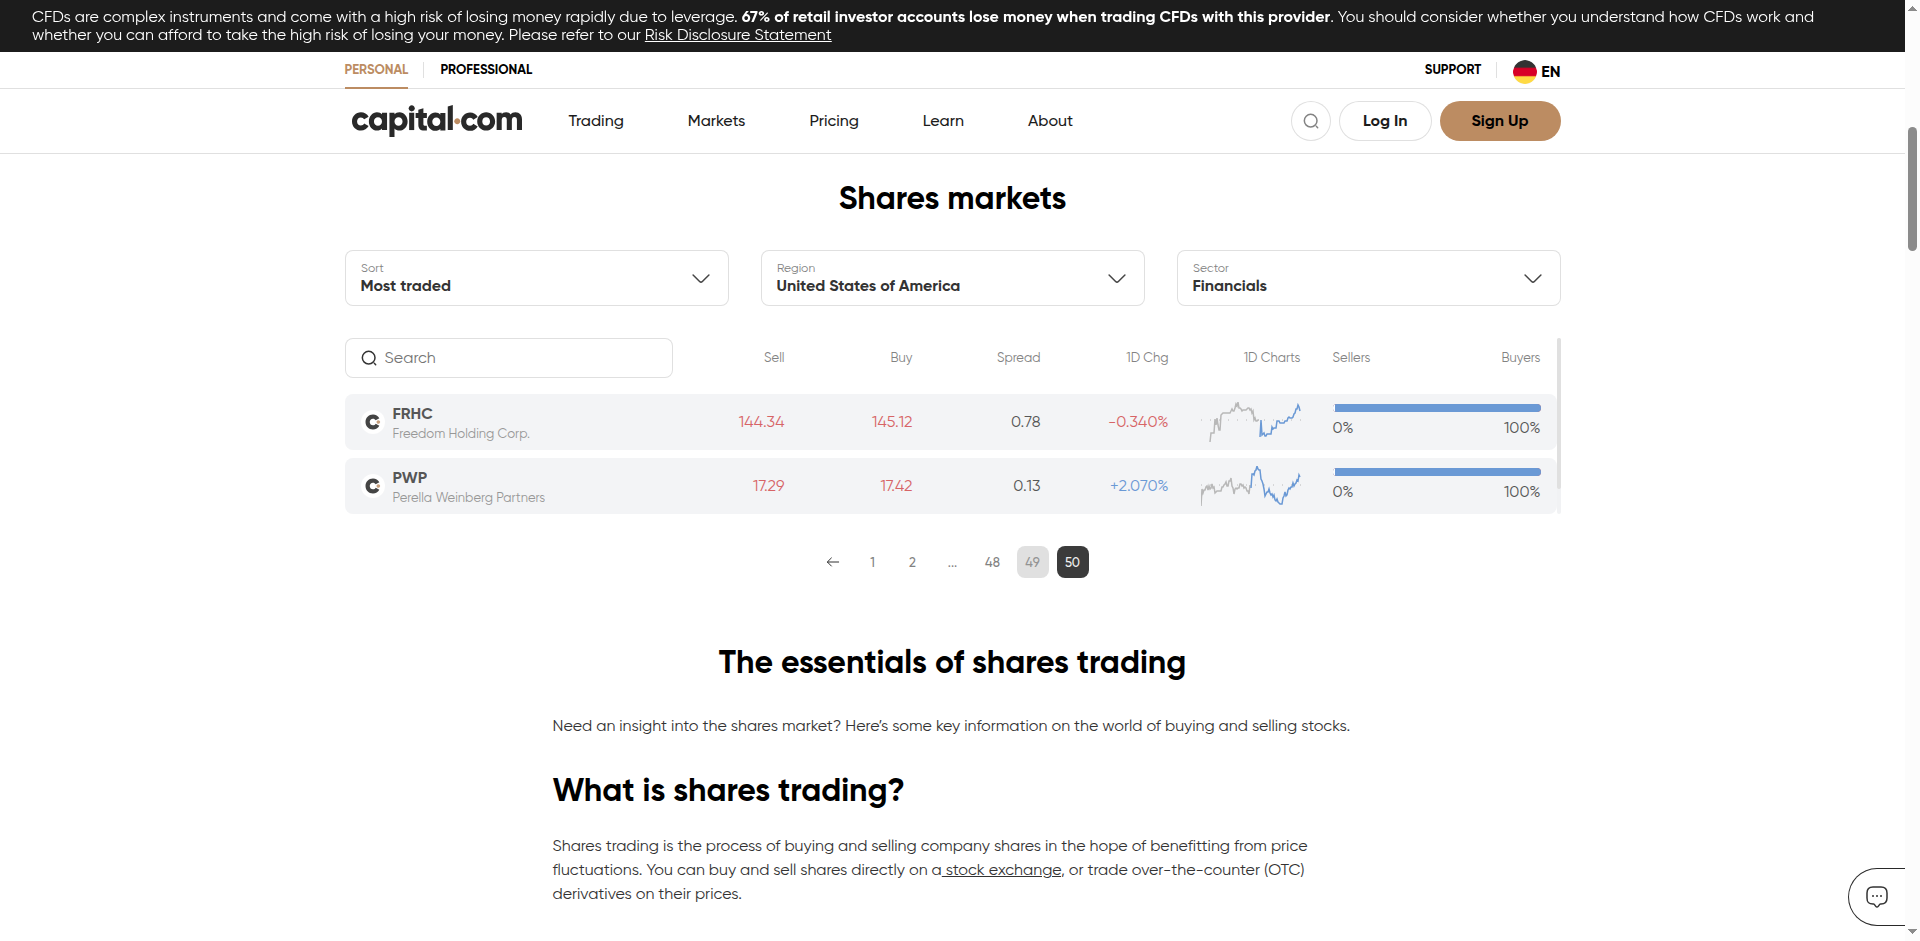 CFDs are complex instruments and come with a high risk of losing money rapidly due to leverage. 67% of retail investor accounts lose money when trading CFDs with this provider. You should consider whether you understand how CFDs work and
whether you can afford to take the high risk of losing your money. Please refer to our Risk Disclosure Statement
PERSONAL PROFESSIONAL SUPPORT EN
capital.com Trading Markets Pricing Learn About Log In Sign Up
Shares markets
Sort Region Sector
Most traded United States of America Financials
Search Sell Buy Spread 1D Chg 1D Charts Sellers Buyers
FRHC
Freedom Holding Corp.
144.34 145.12 0.78 -0.340% 0% 100%
PWP
Perella Weinberg Partners
17.29 17.42 0.13 +2.070% 0% 100%
← 1 2 ... 48 49 50
The essentials of shares trading
Need an insight into the shares market? Here’s some key information on the world of buying and selling stocks.
What is shares trading?
Shares trading is the process of buying and selling company shares in the hope of benefitting from price
fluctuations. You can buy and sell shares directly on a stock exchange, or trade over-the-counter (OTC)
derivatives on their prices.